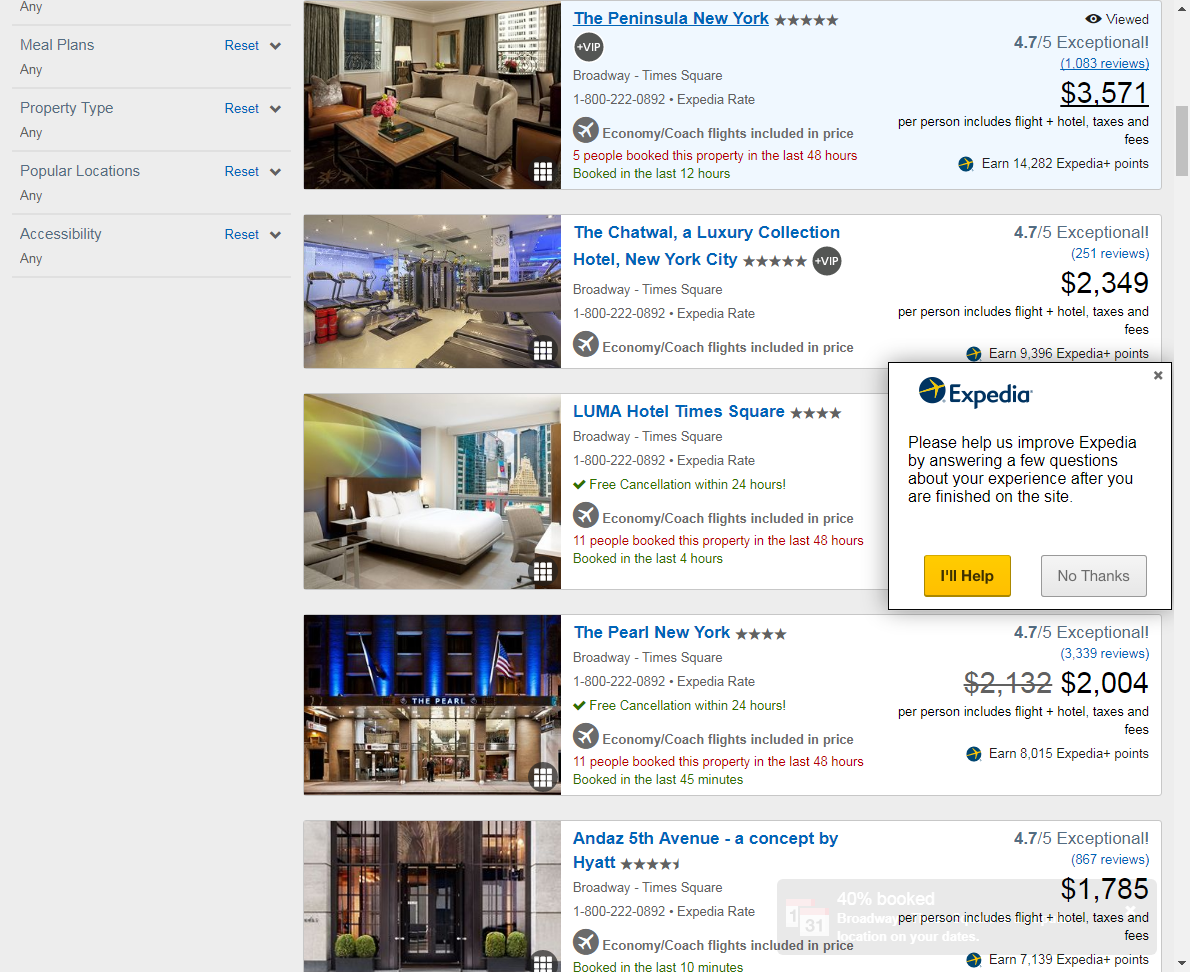 Any
Meal Plans Reset
Any
Property Type Reset
Any
Popular Locations Reset
Any
Accessibility Reset
Any
The Peninsula New York
Viewed
+VIP
4.7/5 Exceptional!
(1,083 reviews)
Broadway - Times Square
$3,571
1-800-222-0892 • Expedia Rate
per person includes flight + hotel, taxes and
fees
Economy/Coach flights included in price
5 people booked this property in the last 48 hours
Earn 14,282 Expedia+ points
Booked in the last 12 hours
The Chatwal, a Luxury Collection
Hotel, New York City +VIP
4.7/5 Exceptional!
(251 reviews)
Broadway - Times Square
$2,349
1-800-222-0892 • Expedia Rate
per person includes flight + hotel, taxes and
fees
Economy/Coach flights included in price
Earn 9,396 Expedia+ points
LUMA Hotel Times Square
Broadway - Times Square
1-800-222-0892 • Expedia Rate
Free Cancellation within 24 hours!
Economy/Coach flights included in price
11 people booked this property in the last 48 hours
Booked in the last 4 hours
Expedia
Please help us improve Expedia
by answering a few questions
about your experience after you
are finished on the site.
I'll Help
No Thanks
THE PEARL
The Pearl New York
4.7/5 Exceptional!
(3,339 reviews)
Broadway - Times Square
$2,132 $2,004
1-800-222-0892 • Expedia Rate
Free Cancellation within 24 hours!
per person includes flight + hotel, taxes and
fees
Economy/Coach flights included in price
11 people booked this property in the last 48 hours
Earn 8,015 Expedia+ points
Booked in the last 45 minutes
Andaz 5th Avenue - a concept by
Hyatt
4.7/5 Exceptional!
(867 reviews)
Broadway - Times Square
$1,785
1-800-222-0892 • Expedia Rate
per person includes flight + hotel, taxes and
fees
Economy/Coach flights included in price
Earn 7,139 Expedia+ points
Booked in the last 10 minutes
1
31
40% booked
Broadway
location on your dates.